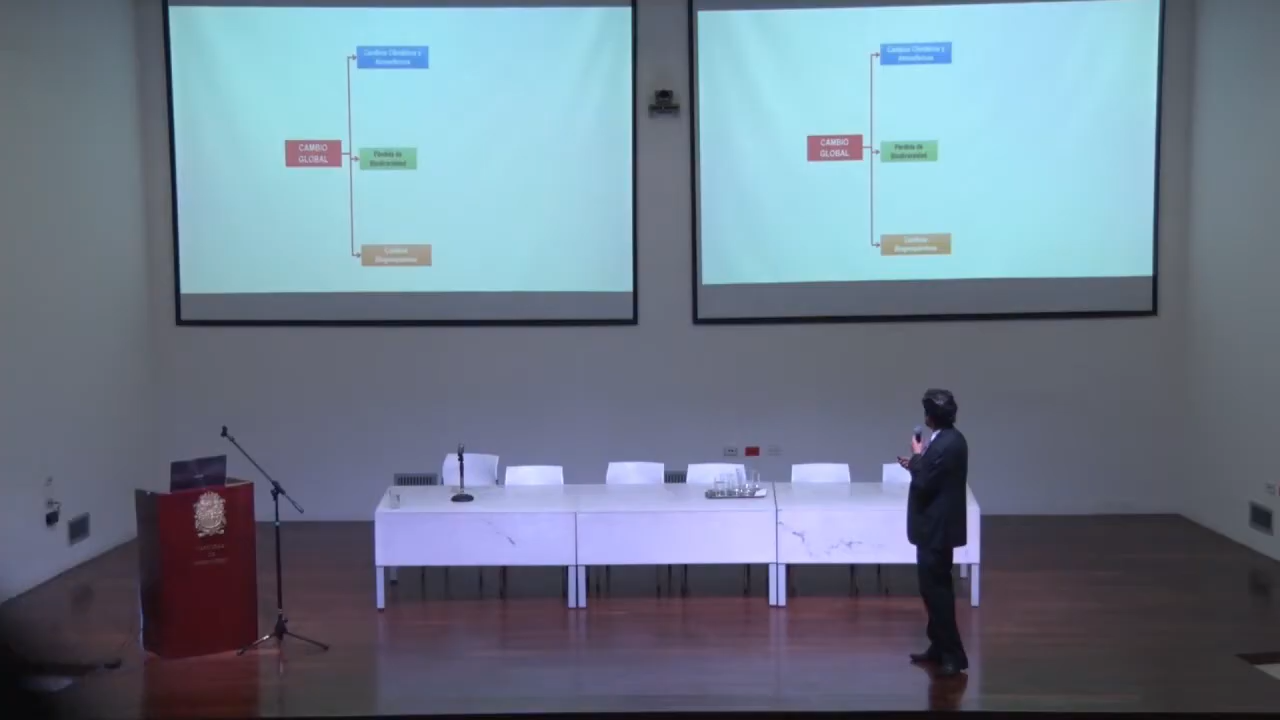 Cambios Climáticos y
Atmosféricos
CAMBIO
GLOBAL
Pérdida de
Biodiversidad
Cambios
Biogeoquímicos
Cambios Climáticos y
Atmosféricos
CAMBIO
GLOBAL
Pérdida de
Biodiversidad
Cambios
Biogeoquímicos